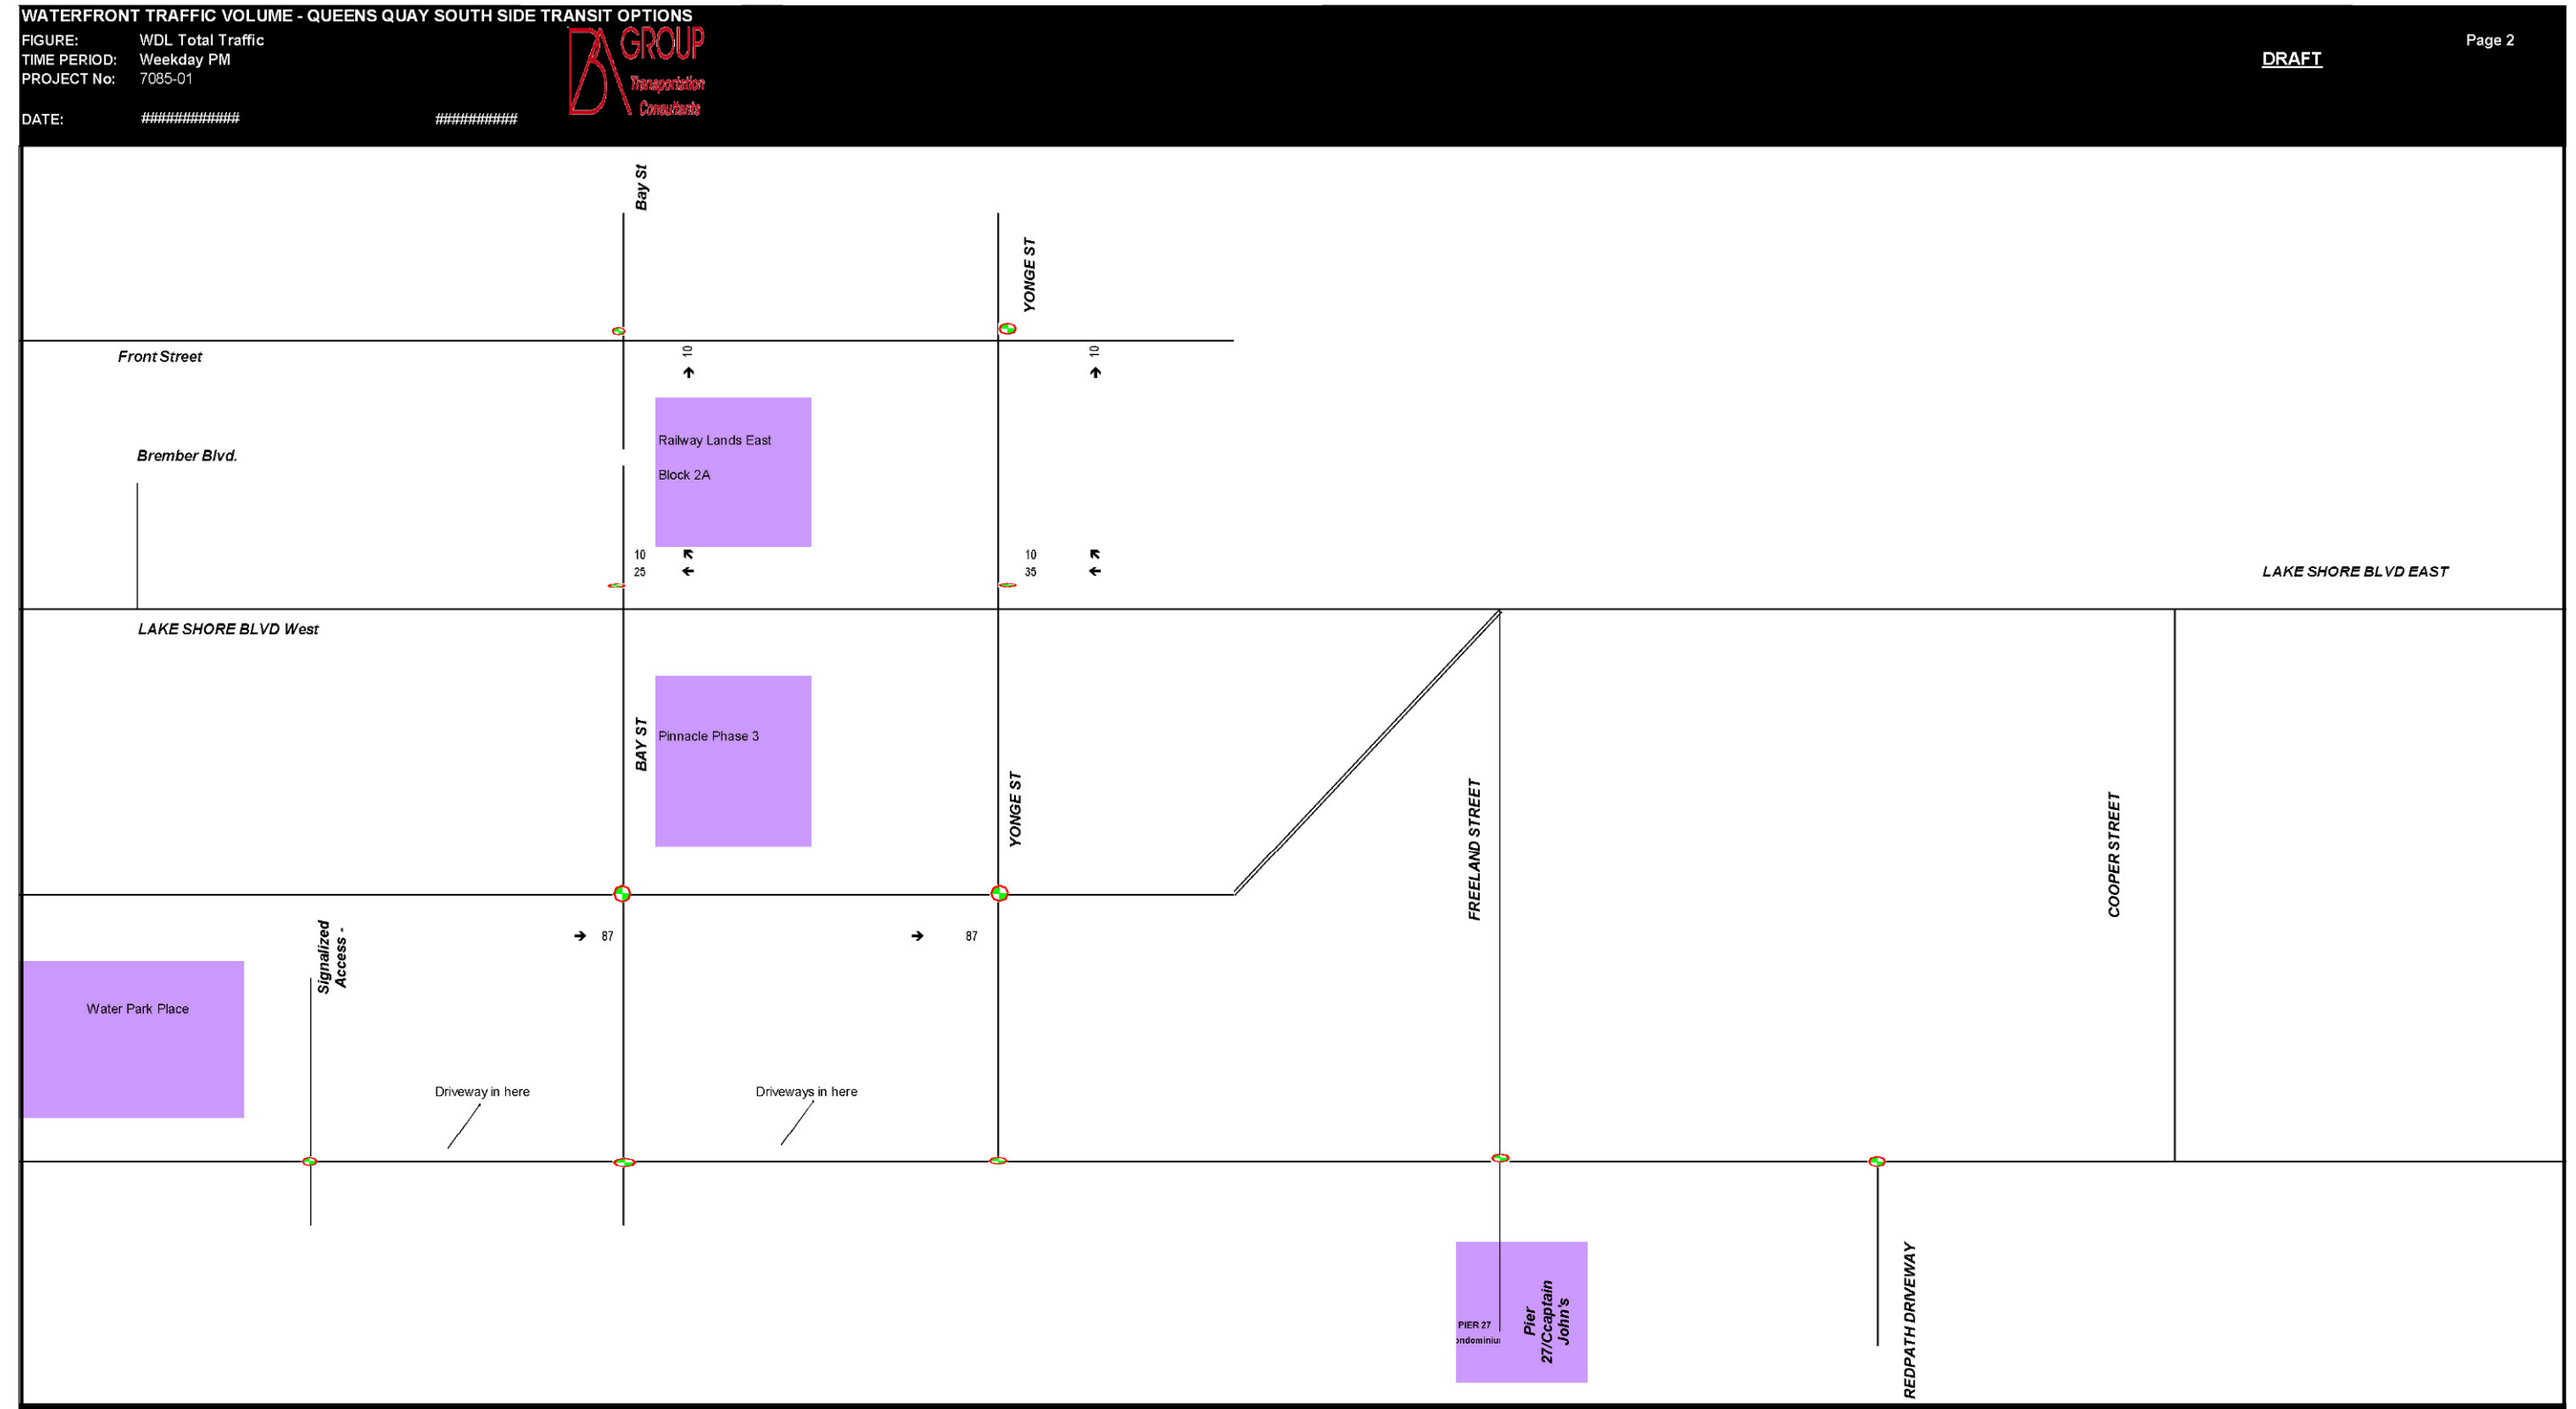 WATERFRONT TRAFFIC VOLUME - QUEENS QUAY SOUTH SIDE TRANSIT OPTIONS
FIGURE: WDL Total Traffic
TIME PERIOD: Weekday PM
PROJECT No: 7085-01
DATE: ############ ##########
BA GROUP
Transportation
Consultants
DRAFT
Page 2
Bay St
YONGE ST
Front Street
10
10
Brember Blvd.
Railway Lands East
Block 2A
10
25
10
35
LAKE SHORE BLVD EAST
LAKE SHORE BLVD West
BAY ST
Pinnacle Phase 3
YONGE ST
FREELAND STREET
COOPER STREET
Signalized
Access -
87
87
Water Park Place
Driveway in here
Driveways in here
PIER 27
ondominiu
Pier
27/Ccaptain
John's
REDPATH DRIVEWAY